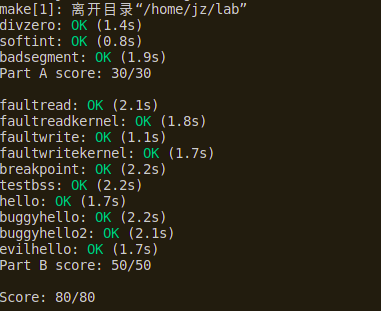 make[1]: 离开目录“/home/jz/lab”
divzero: OK (1.4s)
softint: OK (0.8s)
badsegment: OK (1.9s)
Part A score: 30/30
faultread: OK (2.1s)
faultreadkernel: OK (1.8s)
faultwrite: OK (1.1s)
faultwritekernel: OK (1.7s)
breakpoint: OK (2.2s)
testbss: OK (2.2s)
hello: OK (1.7s)
buggyhello: OK (2.2s)
buggyhello2: OK (2.1s)
evilhello: OK (1.7s)
Part B score: 50/50
Score: 80/80